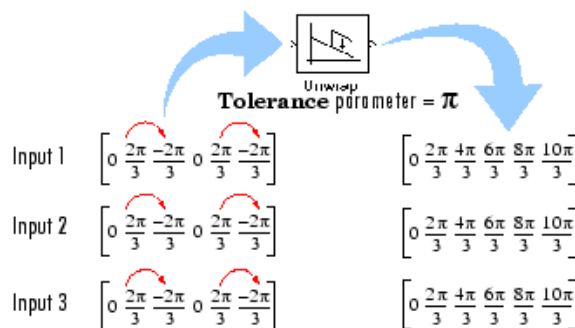 Unwrap
Tolerance parameter = π
Input 1 [0 2π/3 -2π/3 0 2π/3 -2π/3] [0 2π/3 4π/3 6π/3 8π/3 10π/3]
Input 2 [0 2π/3 -2π/3 0 2π/3 -2π/3] [0 2π/3 4π/3 6π/3 8π/3 10π/3]
Input 3 [0 2π/3 -2π/3 0 2π/3 -2π/3] [0 2π/3 4π/3 6π/3 8π/3 10π/3]